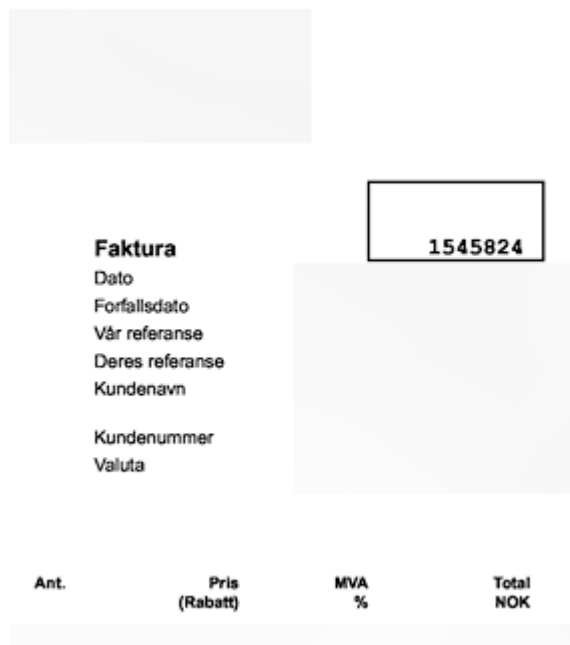 Faktura 1545824
Dato
Forfallsdato
Vår referanse
Deres referanse
Kundenavn
Kundenummer
Valuta
Ant. Pris MVA Total
(Rabatt) % NOK